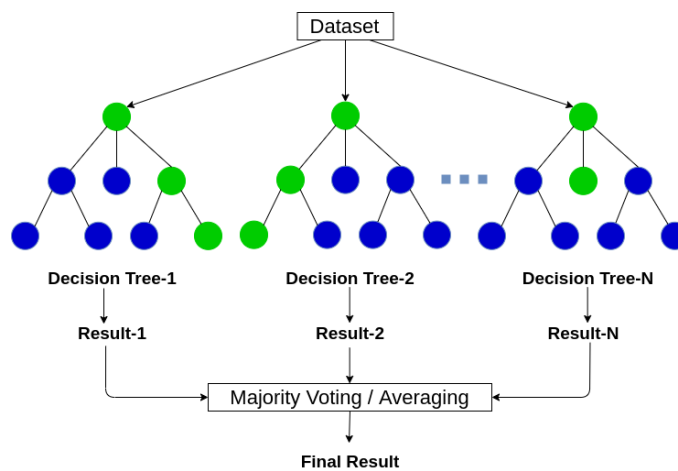 Dataset
Decision Tree-1
Decision Tree-2
Decision Tree-N
Result-1
Result-2
Result-N
Majority Voting / Averaging
Final Result